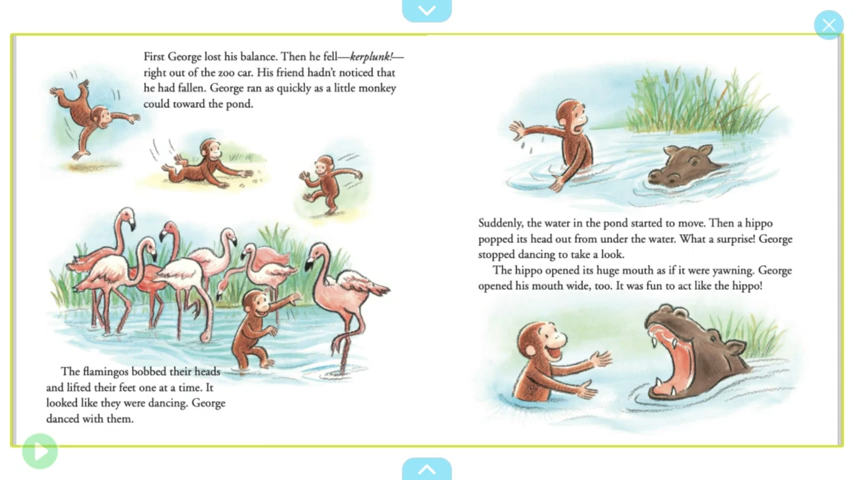 First George lost his balance. Then he fell—kerplunk!—
right out of the zoo car. His friend hadn't noticed that
he had fallen. George ran as quickly as a little monkey
could toward the pond.
The flamingos bobbed their heads
and lifted their feet one at a time. It
looked like they were dancing. George
danced with them.
Suddenly, the water in the pond started to move. Then a hippo
popped its head out from under the water. What a surprise! George
stopped dancing to take a look.
The hippo opened its huge mouth as if it were yawning. George
opened his mouth wide, too. It was fun to act like the hippo!